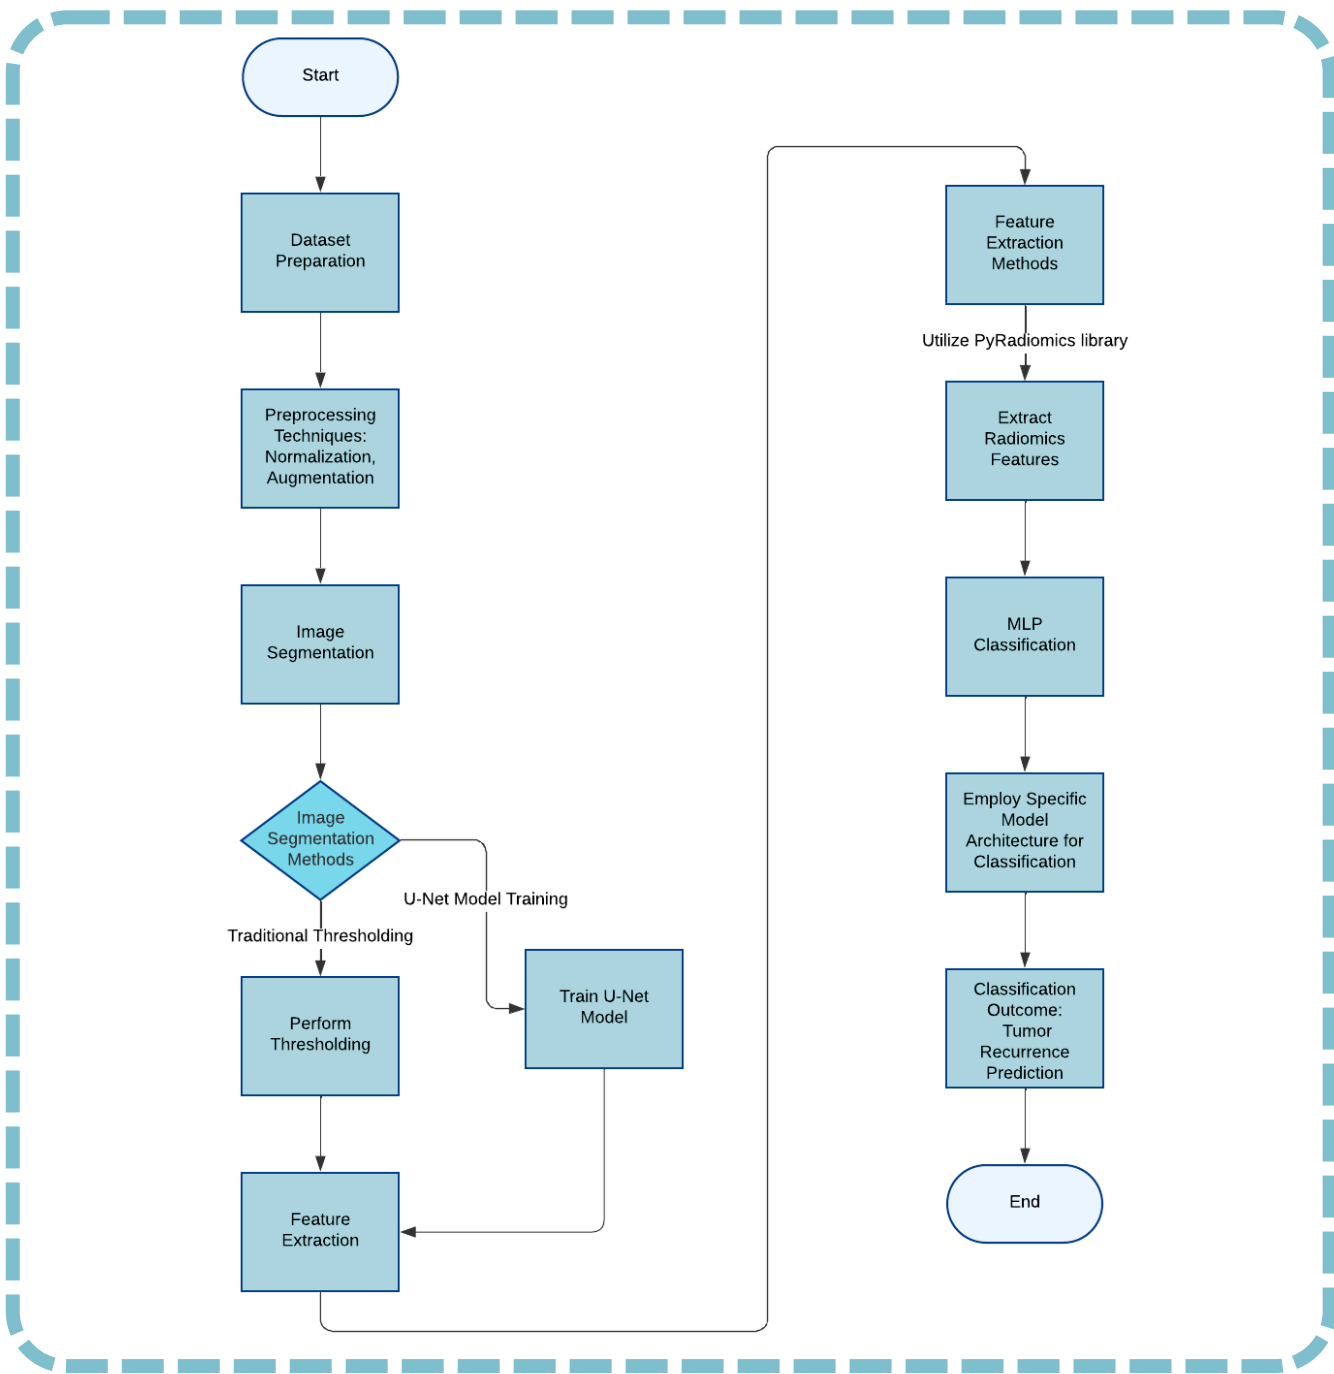 Start
Dataset
Preparation
Preprocessing
Techniques:
Normalization,
Augmentation
Image
Segmentation
Image
Segmentation
Methods
U-Net Model Training
Traditional Thresholding
Train U-Net
Model
Perform
Thresholding
Feature
Extraction
Feature
Extraction
Methods
Utilize PyRadiomics library
Extract
Radiomics
Features
MLP
Classification
Employ Specific
Model
Architecture for
Classification
Classification
Outcome:
Tumor
Recurrence
Prediction
End